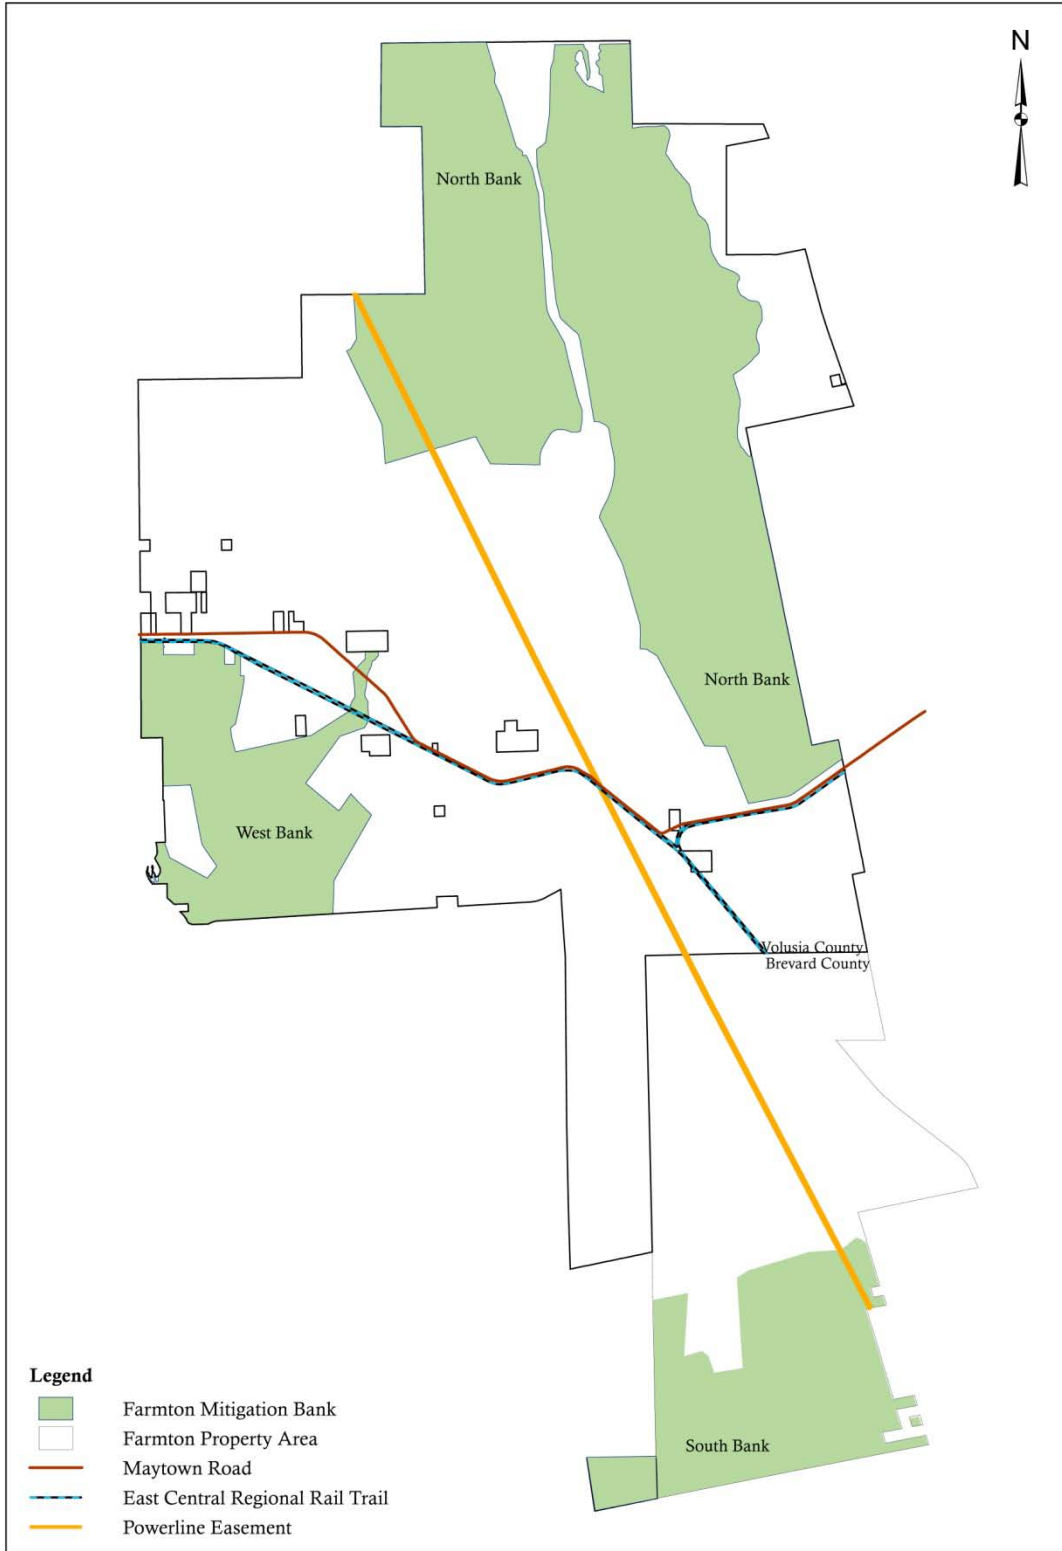 N
North Bank
North Bank
West Bank
Volusia County
Brevard County
South Bank
Legend
Farmton Mitigation Bank
Farmton Property Area
Maytown Road
East Central Regional Rail Trail
Powerline Easement